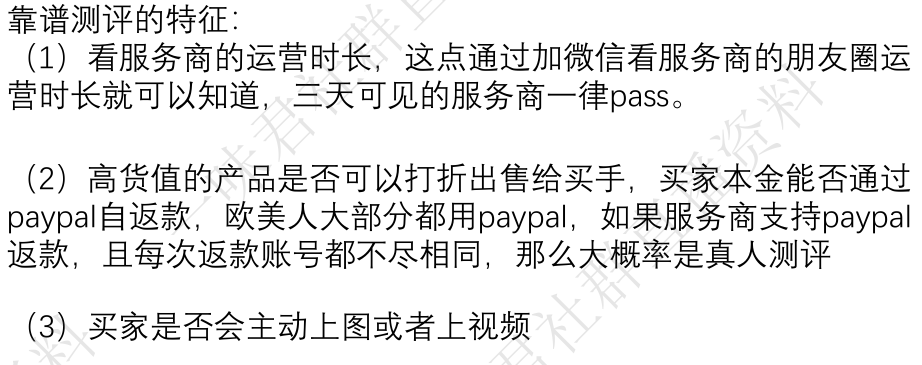 靠谱测评的特征：
（1）看服务商的运营时长，这点通过加微信看服务商的朋友圈运
营时长就可以知道，三天可见的服务商一律pass。
（2）高货值的产品是否可以打折出售给买手，买家本金能否通过
paypal自返款，欧美人大部分都用paypal，如果服务商支持paypal
返款，且每次返款账号都不尽相同，那么大概率是真人测评
（3）买家是否会主动上图或者上视频